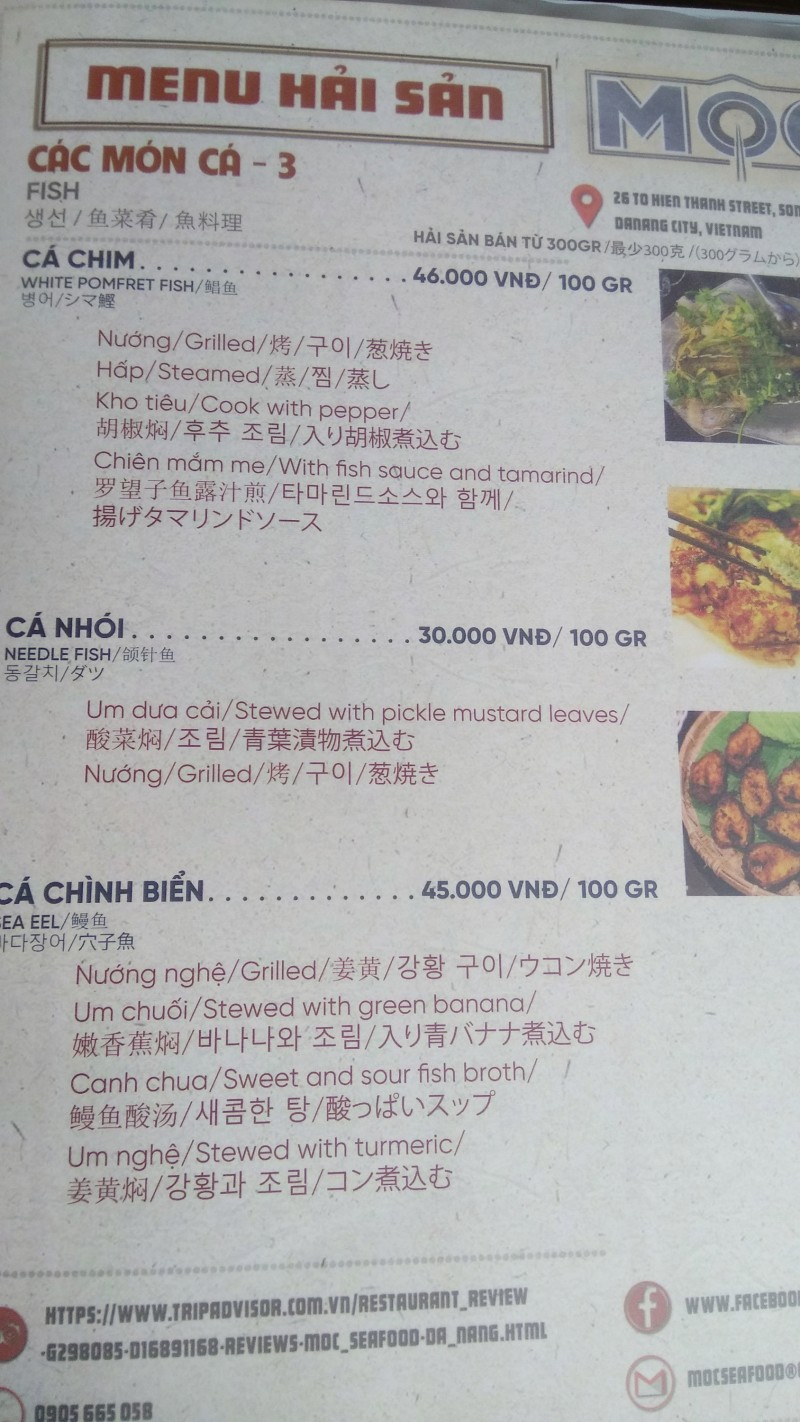 MENU HẢI SẢN
CÁC MÓN CÁ - 3
FISH
생선 / 鱼菜肴 / 魚料理
26 TO HIEN THANH STREET,
DANANG CITY, VIETNAM
HẢI SẢN BÁN TỪ 300GR /最少300克 /(300グラムから)
CÁ CHIM. . . . . . . . . . . . . . . . . . . . 46.000 VNĐ/ 100 GR
WHITE POMFRET FISH/鲳鱼
병어/シマ鰹
Nướng/Grilled/烤/구이/葱焼き
Hấp/Steamed/蒸/찜/蒸し
Kho tiêu/Cook with pepper/
胡椒焖/후추 조림/入り胡椒煮込む
Chiên mắm me/With fish sauce and tamarind/
罗望子鱼露汁煎/타마린드소스와 함께/
揚げタマリンドソース
CÁ NHÓI. . . . . . . . . . . . . . . . . . . . . 30.000 VNĐ/ 100 GR
NEEDLE FISH/颌针鱼
동갈치/ダツ
Um dưa cải/Stewed with pickle mustard leaves/
酸菜焖/조림/青葉漬物煮込む
Nướng/Grilled/烤/구이/葱焼き
CÁ CHÌNH BIỂN. . . . . . . . . . . . . . . 45.000 VNĐ/ 100 GR
SEA EEL/鳗鱼
바다장어/穴子魚
Nướng nghệ/Grilled/姜黄/강황 구이/ウコン焼き
Um chuối/Stewed with green banana/
嫩香蕉焖/바나나와 조림/入り青バナナ煮込む
Canh chua/Sweet and sour fish broth/
鳗鱼酸汤/새콤한 탕/酸っぱいスップ
Um nghệ/Stewed with turmeric/
姜黄焖/강황과 조림/コン煮込む
HTTPS://WWW.TRIPADVISOR.COM.VN/RESTAURANT_REVIEW
-G298085-D16891168-REVIEWS-MOC_SEAFOOD-DA_NANG.HTML
0905 665 058